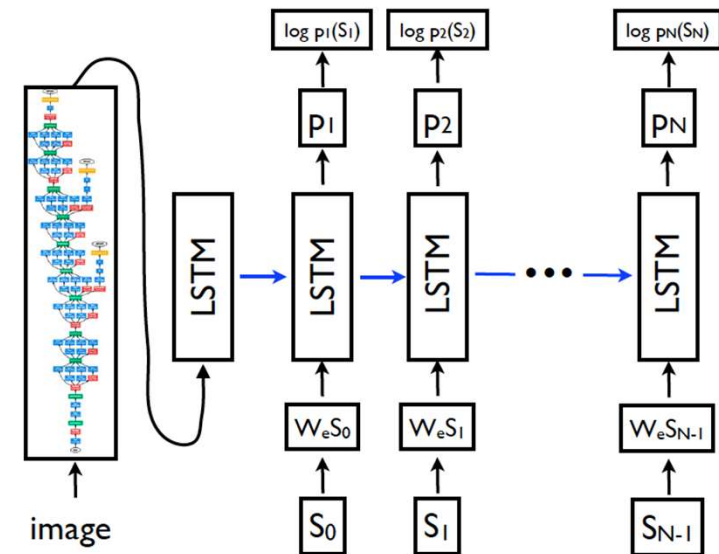 log p1(S1) log p2(S2) log pN(SN)
p1 p2 pN
LSTM LSTM LSTM ••• LSTM
WeS0 WeS1 WeSN-1
image S0 S1 SN-1